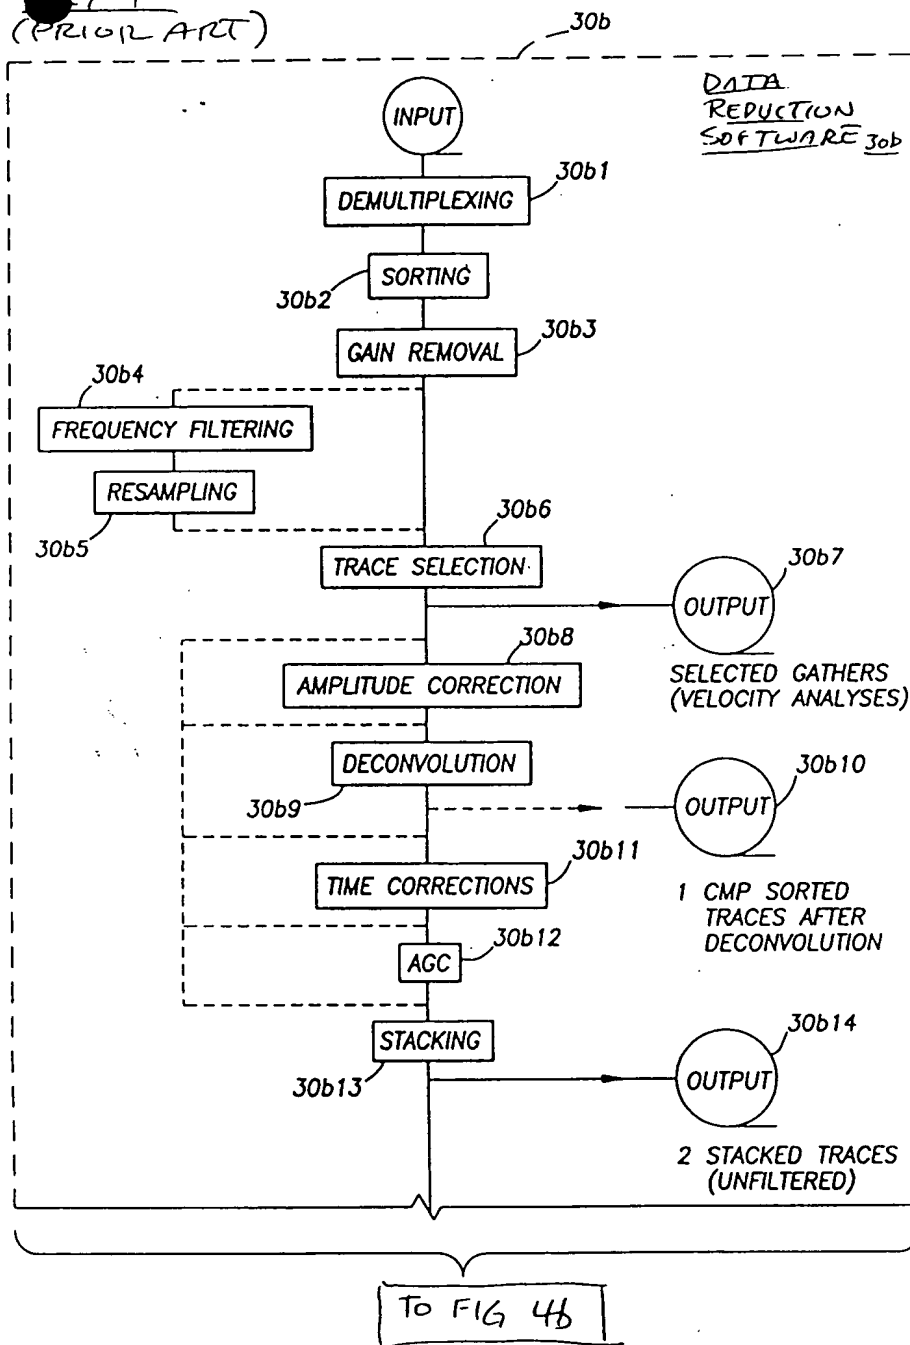 (PRIOR ART)
30b
DATA
REDUCTION
SOFTWARE 30b
INPUT
30b1
DEMULTIPLEXING
SORTING
30b2
30b3
GAIN REMOVAL
30b4
FREQUENCY FILTERING
RESAMPLING
30b5
30b6
TRACE SELECTION
30b7
OUTPUT
SELECTED GATHERS
(VELOCITY ANALYSES)
30b8
AMPLITUDE CORRECTION
DECONVOLUTION
30b9
30b10
OUTPUT
1 CMP SORTED
TRACES AFTER
DECONVOLUTION
30b11
TIME CORRECTIONS
30b12
AGC
STACKING
30b13
30b14
OUTPUT
2 STACKED TRACES
(UNFILTERED)
TO FIG 4b